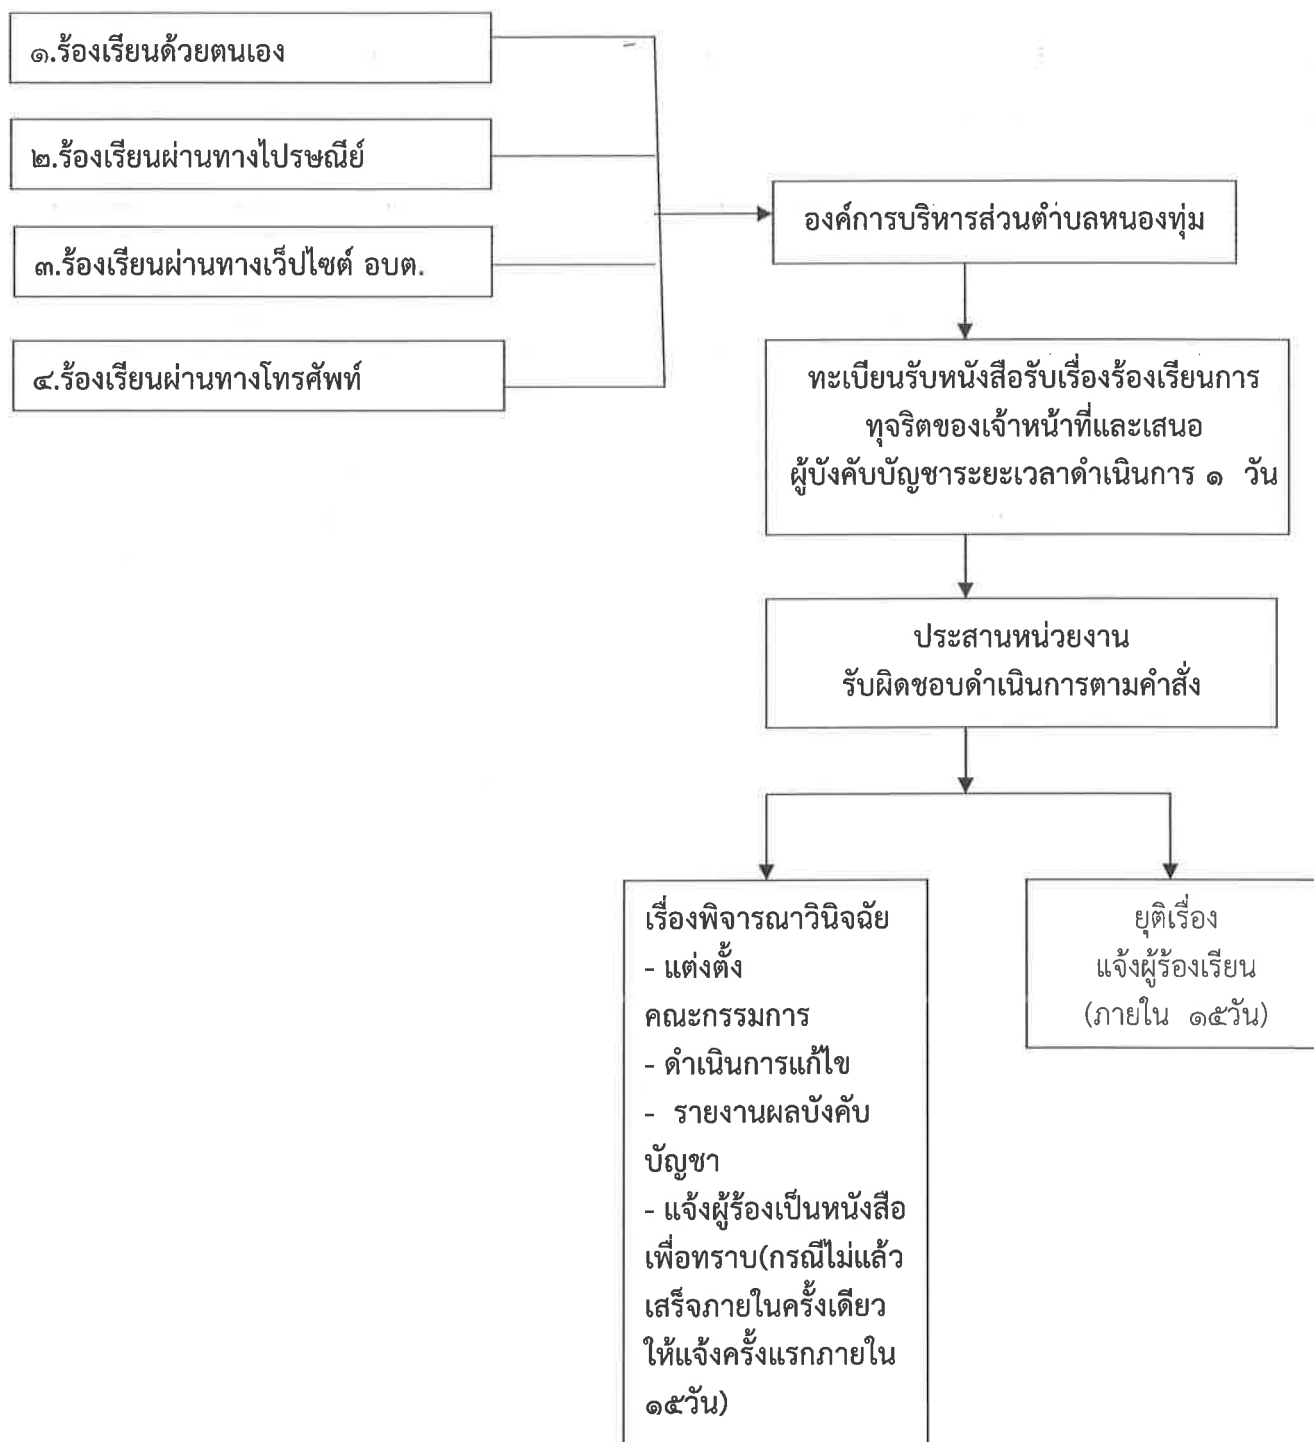 ๑.ร้องเรียนด้วยตนเอง
๒.ร้องเรียนผ่านทางไปรษณีย์
๓.ร้องเรียนผ่านทางเว็ปไซต์ อบต.
๔.ร้องเรียนผ่านทางโทรศัพท์
องค์การบริหารส่วนตำบลหนองทุ่ม
ทะเบียนรับหนังสือรับเรื่องร้องเรียนการ
ทุจริตของเจ้าหน้าที่และเสนอ
ผู้บังคับบัญชาระยะเวลาดำเนินการ ๑ วัน
ประสานหน่วยงาน
รับผิดชอบดำเนินการตามคำสั่ง
เรื่องพิจารณาวินิจฉัย
- แต่งตั้ง
คณะกรรมการ
- ดำเนินการแก้ไข
- รายงานผลบังคับ
บัญชา
- แจ้งผู้ร้องเป็นหนังสือ
เพื่อทราบ(กรณีไม่แล้ว
เสร็จภายในครั้งเดียว
ให้แจ้งครั้งแรกภายใน
๑๕วัน)
ยุติเรื่อง
แจ้งผู้ร้องเรียน
(ภายใน ๑๕วัน)